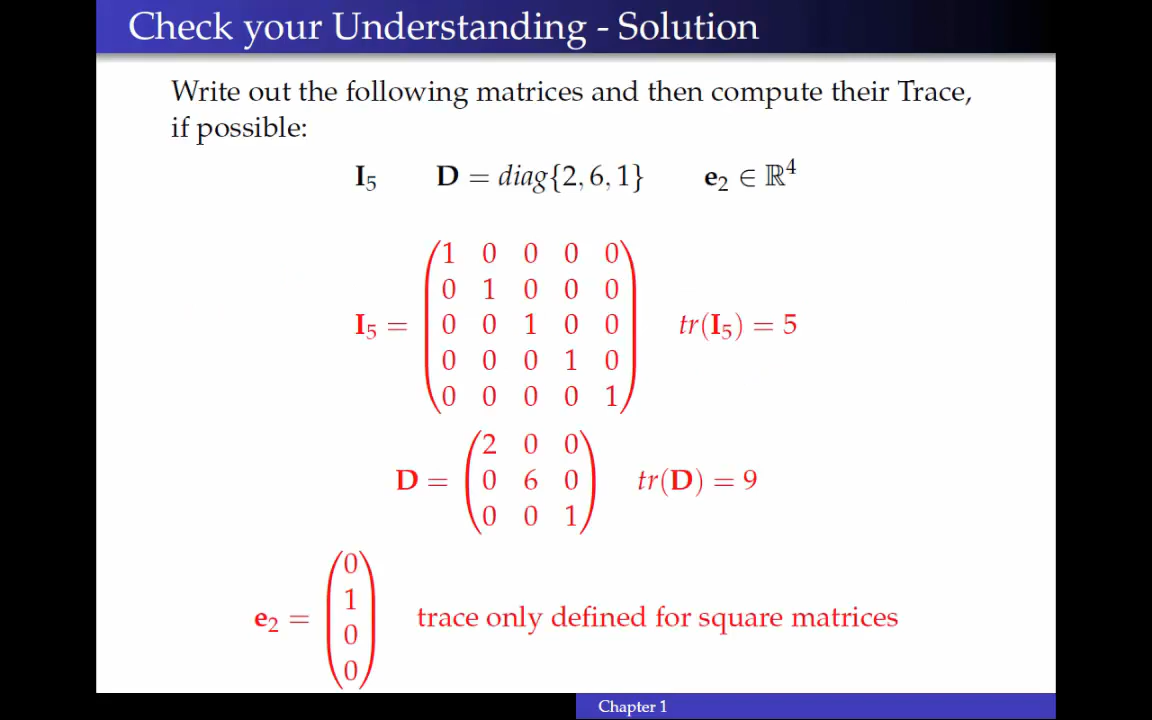 Check your Understanding - Solution
Write out the following matrices and then compute their Trace,
if possible:
I₅ D = diag{2, 6, 1} e₂ ∈ ℝ⁴
1 0 0 0 0
0 1 0 0 0
I₅ = 0 0 1 0 0 tr(I₅) = 5
0 0 0 1 0
0 0 0 0 1
2 0 0
D = 0 6 0 tr(D) = 9
0 0 1
0
1
e₂ = trace only defined for square matrices
0
0
Chapter 1